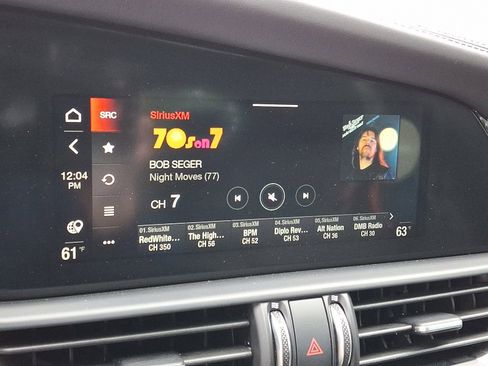 SRC
SiriusXM
70s on 7
BOB SEGER
Night Moves (77)
CH 7
12:04
PM
61 °F
63 °F
01.SiriusXM
RedWhite...
CH 350
02.SiriusXM
The High...
CH 56
03.SiriusXM
BPM
CH 52
04.SiriusXM
Diplo Rev...
CH 53
05.SiriusXM
Alt Nation
CH 36
06.SiriusXM
DMB Radio
CH 30